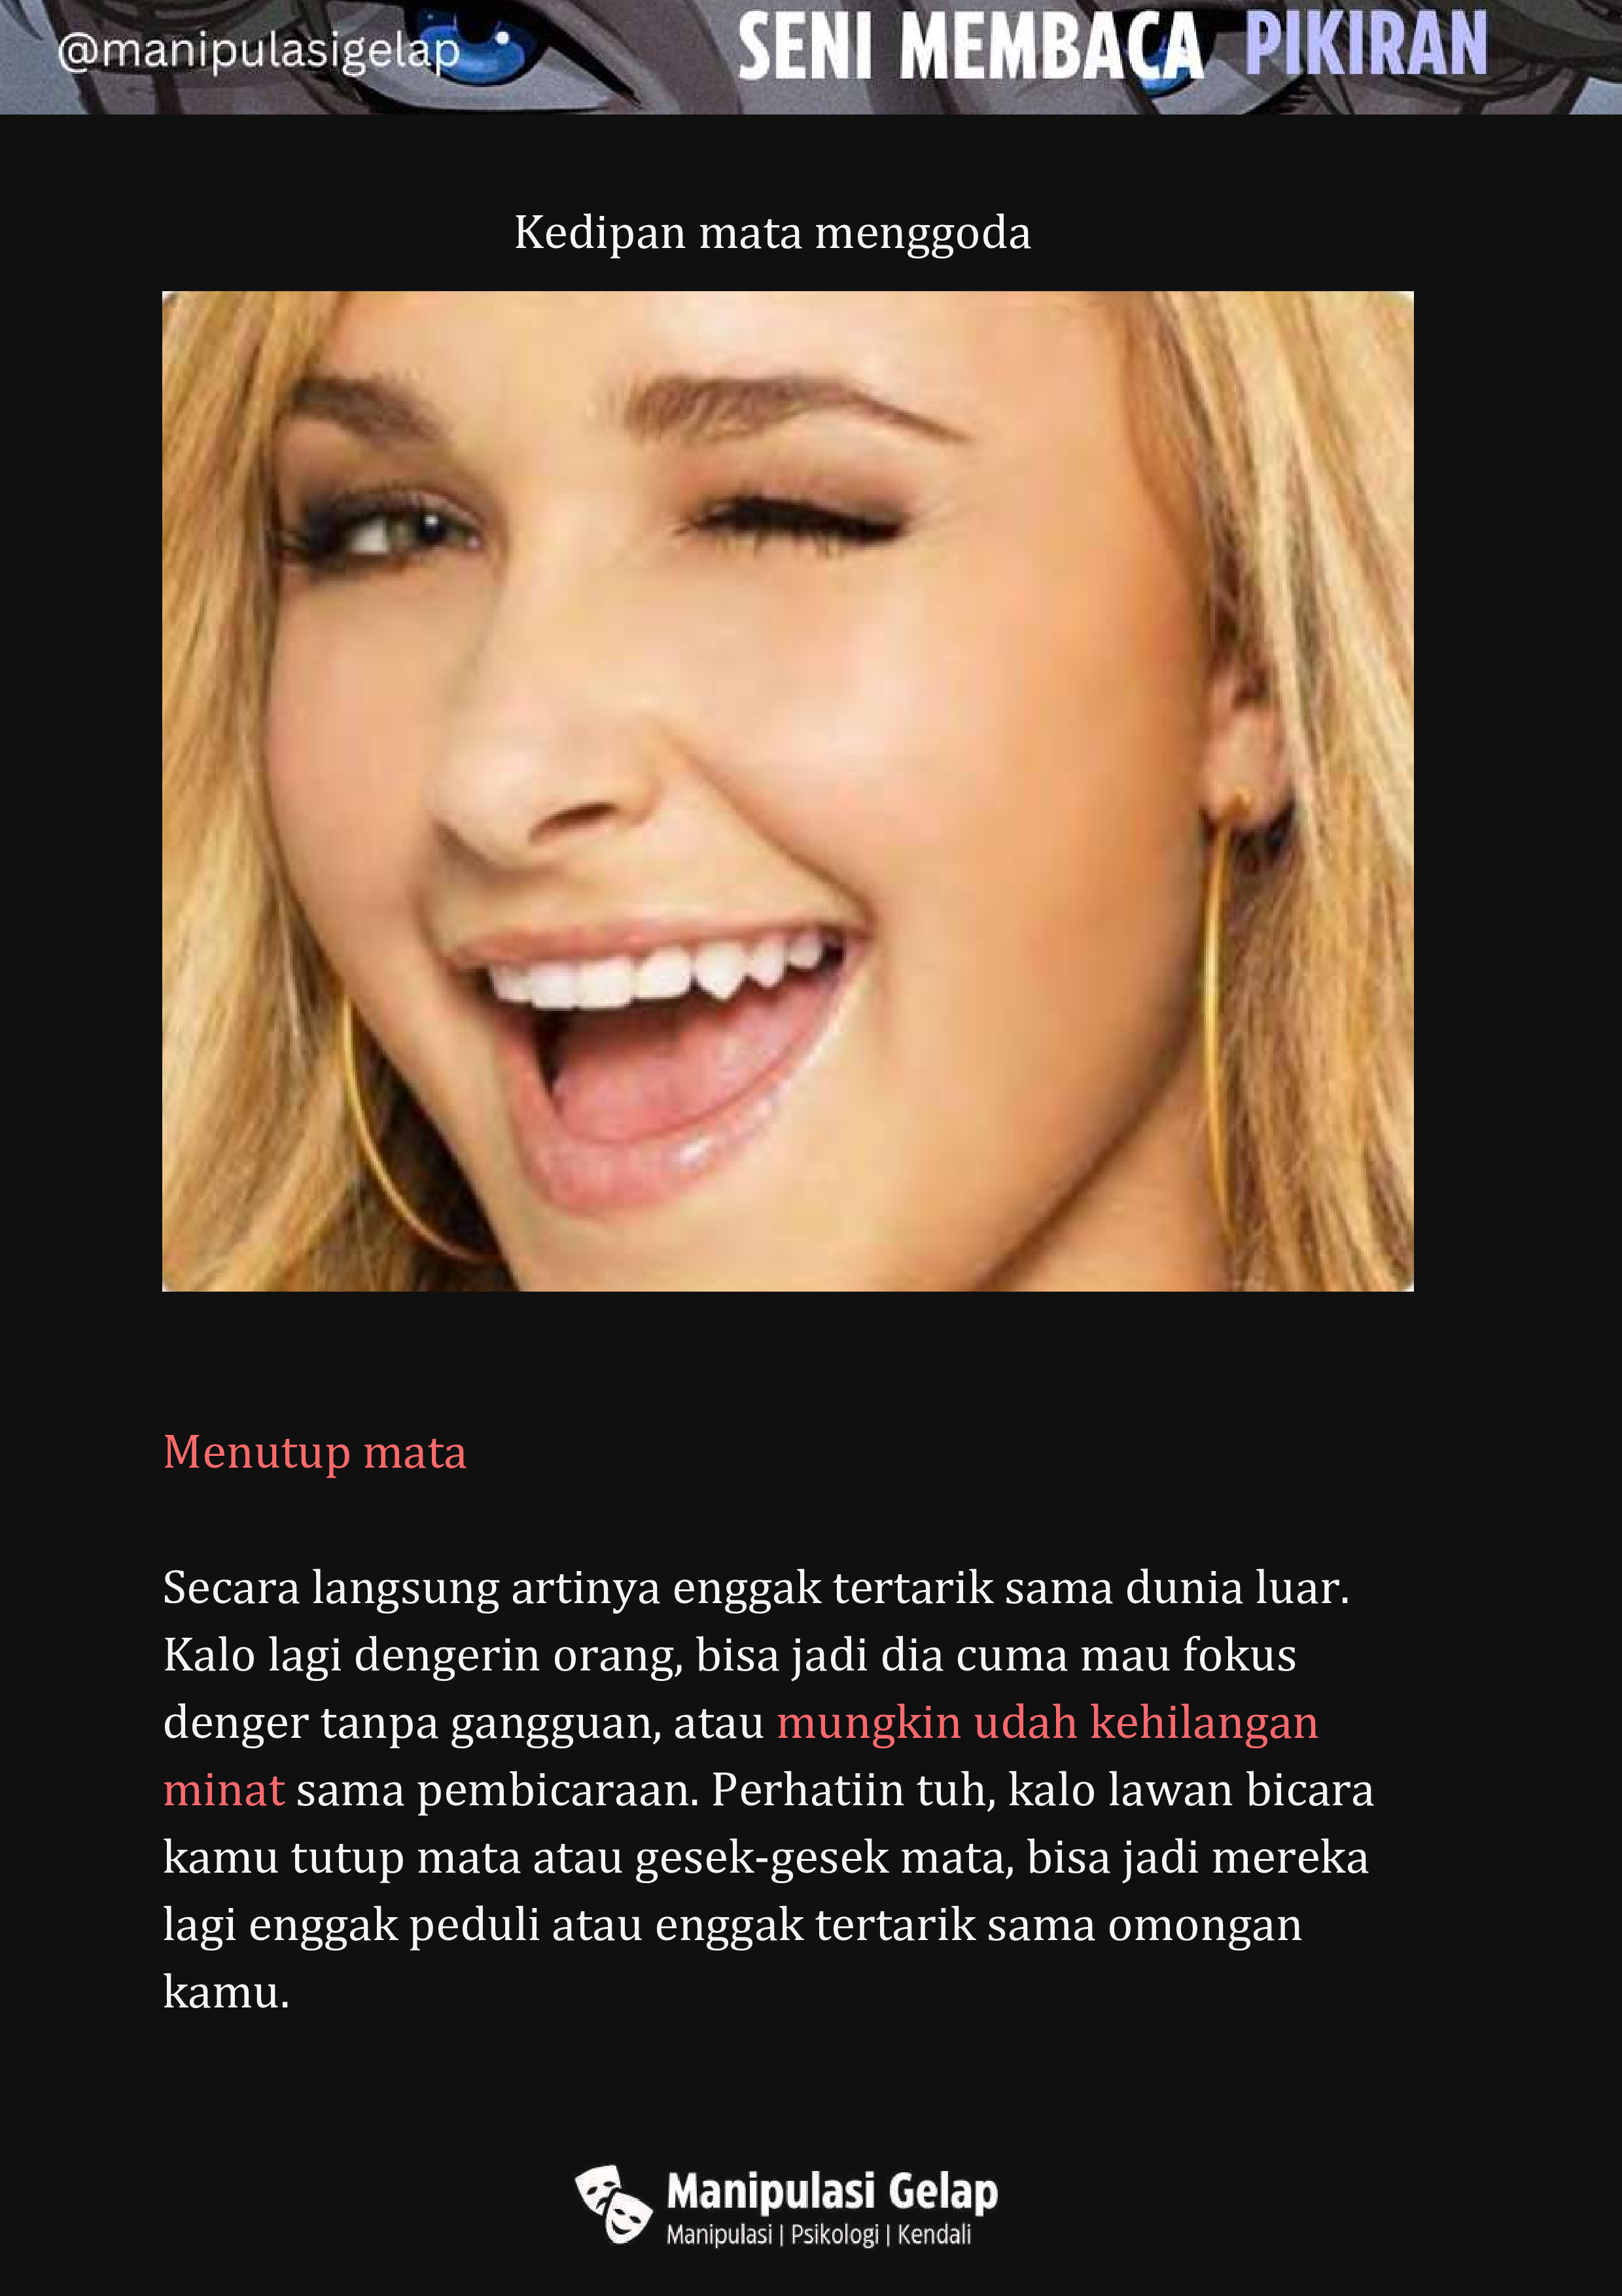 @manipulasigelap
SENI MEMBACA PIKIRAN
Kedipan mata menggoda
Menutup mata
Secara langsung artinya enggak tertarik sama dunia luar.
Kalo lagi dengerin orang, bisa jadi dia cuma mau fokus
denger tanpa gangguan, atau mungkin udah kehilangan
minat sama pembicaraan. Perhatiin tuh, kalo lawan bicara
kamu tutup mata atau gesek-gesek mata, bisa jadi mereka
lagi enggak peduli atau enggak tertarik sama omongan
kamu.
Manipulasi Gelap
Manipulasi | Psikologi | Kendali